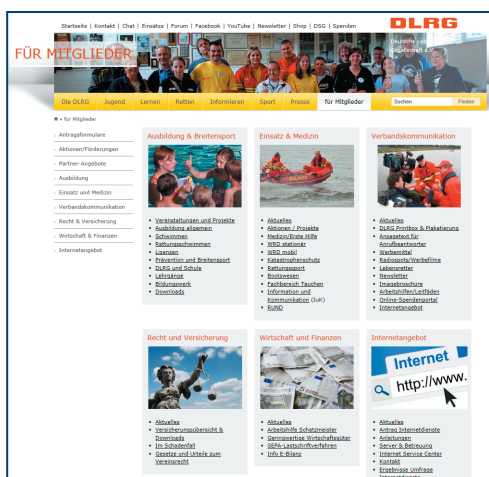 Startseite | Kontakt | Chat | Einsätze | Forum | Facebook | YouTube | Newsletter | Shop | DSG | Spenden
DLRG
Deutsche
Gesellschaft e.V.
FÜR MITGLIEDER
Die DLRG Jugend Lernen Retten Informieren Sport Presse für Mitglieder Suchen Finden
für Mitglieder
Antragsformulare
Aktionen/Förderungen
Partner-Angebote
Ausbildung
Einsatz und Medizin
Verbandskommunikation
Recht & Versicherung
Wirtschaft & Finanzen
Internetangebot
Ausbildung & Breitensport
Veranstaltungen und Projekte
Ausbildung allgemein
Schwimmen
Rettungsschwimmen
Lizenzen
Prävention und Breitensport
DLRG und Schule
Lehrgänge
Bildungswerk
Downloads
Einsatz & Medizin
DLRG
Aktuelles
Aktionen / Projekte
Medizin/Erste Hilfe
WRD stationär
WRD mobil
Katastrophenschutz
Rettungssport
Bootswesen
Fachbereich Tauchen
Information und
Kommunikation (IuK)
RUND
Verbandskommunikation
Aktuelles
DLRG Printbox & Plakatierung
Ansagetext für
Anrufbeantworter
Werbemittel
Radiospots/Werbefilme
Lebensretter
Newsletter
Imagebroschüre
Arbeitshilfen/Leitfäden
Online-Spendenportal
Internetangebot
Recht und Versicherung
Aktuelles
Versicherungsübersicht &
Downloads
Im Schadenfall
Gesetze und Urteile zum
Vereinsrecht
Wirtschaft und Finanzen
Aktuelles
Arbeitshilfe Schatzmeister
Geringwertige Wirtschaftsgüter
SEPA-Lastschriftverfahren
Info E-Bilanz
Internetangebot
Internet
http://www.
Aktuelles
Antrag Internetdienste
Anleitungen
Server & Betreuung
Internet Service Center
Kontakt
Ergebnisse Umfrage
Internetdienste